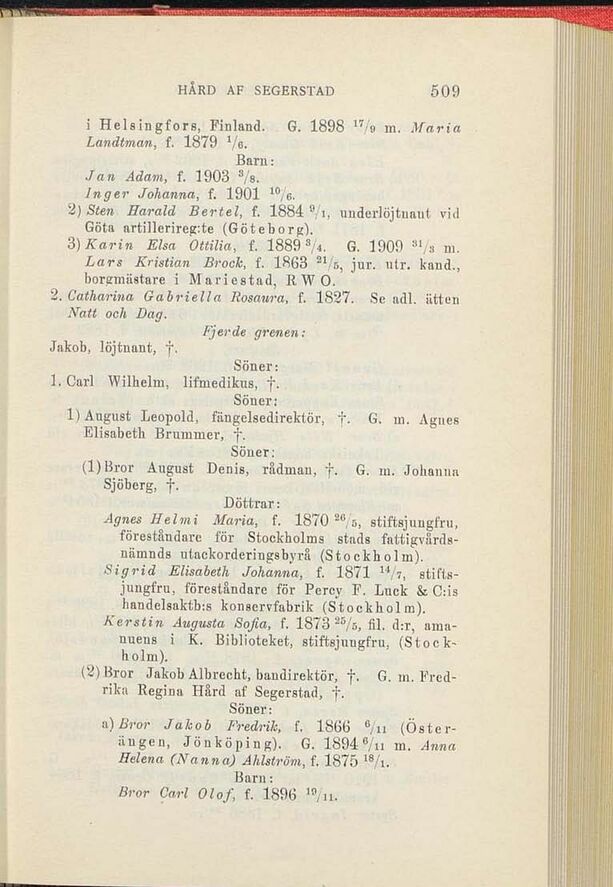 HÅRD AF SEGERSTAD 509
i Helsingfors, Finland. G. 1898 17/9 m. Maria
Landtman, f. 1879 1/6.
Barn:
Jan Adam, f. 1903 3/8.
Inger Johanna, f. 1901 10/6.
2) Sten Harald Bertel, f. 1884 9/1, underlöjtnant vid
Göta artillerireg:te (Göteborg).
3) Karin Elsa Ottilia, f. 1889 3/4. G. 1909 31/3 m.
Lars Kristian Brock, f. 1863 21/5, jur. utr. kand.,
borgmästare i Mariestad, R W O.
2. Catharina Gabriella Rosaura, f. 1827. Se adl. ätten
Natt och Dag.
Fjerde grenen:
Jakob, löjtnant, †.
Söner:
1. Carl Wilhelm, lifmedikus, †.
Söner:
1) August Leopold, fängelsedirektör, †. G. m. Agnes
Elisabeth Brummer, †.
Söner:
(1) Bror August Denis, rådman, †. G. m. Johanna
Sjöberg, †.
Döttrar:
Agnes Helmi Maria, f. 1870 26/5, stiftsjungfru,
föreståndare för Stockholms stads fattigvårds-
nämnds utackorderingsbyrå (Stockholm).
Sigrid Elisabeth Johanna, f. 1871 14/7, stifts-
jungfru, föreståndare för Percy F. Luck & C:is
handelsaktb:s konservfabrik (Stockholm).
Kerstin Augusta Sofia, f. 1873 25/5, fil. d:r, ama-
nuens i K. Biblioteket, stiftsjungfru, (Stock-
holm).
(2) Bror Jakob Albrecht, bandirektör, †. G. m. Fred-
rika Regina Hård af Segerstad, †.
Söner:
a) Bror Jakob Fredrik, f. 1866 6/11 (Öster-
ängen, Jönköping). G. 1894 6/11 m. Anna
Helena (Nanna) Ahlström, f. 1875 18/1.
Barn:
Bror Carl Olof, f. 1896 19/11.